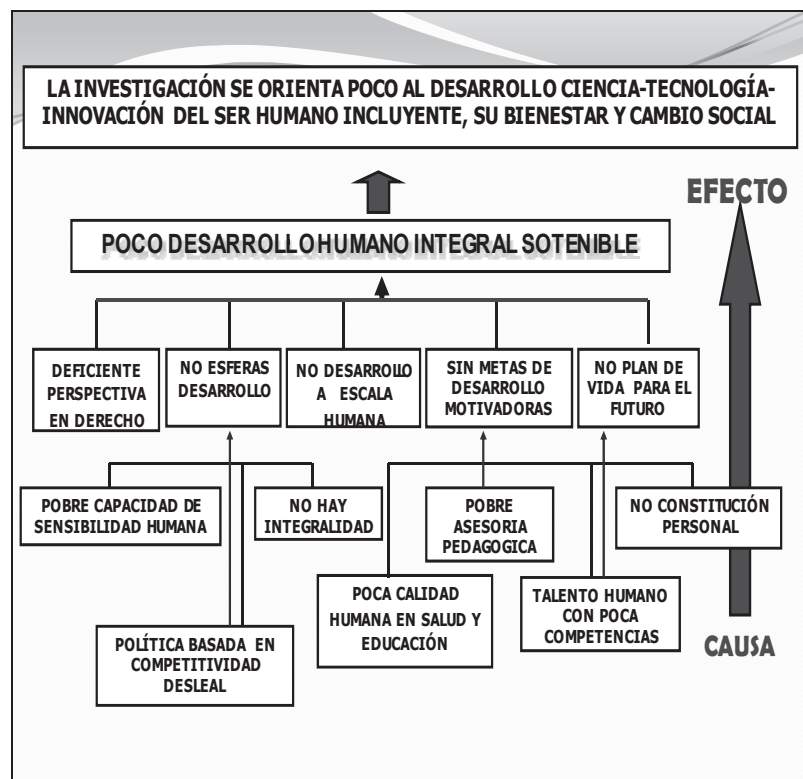 LA INVESTIGACIÓN SE ORIENTA POCO AL DESARROLLO CIENCIA-TECNOLOGÍA-
INNOVACIÓN DEL SER HUMANO INCLUYENTE, SU BIENESTAR Y CAMBIO SOCIAL
EFECTO
POCO DESARROLLO HUMANO INTEGRAL SOTENIBLE
DEFICIENTE
PERSPECTIVA
EN DERECHO
NO ESFERAS
DESARROLLO
NO DESARROLLO
A ESCALA
HUMANA
SIN METAS DE
DESARROLLO
MOTIVADORAS
NO PLAN DE
VIDA PARA EL
FUTURO
POBRE CAPACIDAD DE
SENSIBILIDAD HUMANA
NO HAY
INTEGRALIDAD
POBRE
ASESORIA
PEDAGOGICA
NO CONSTITUCIÓN
PERSONAL
POLÍTICA BASADA EN
COMPETITIVIDAD
DESLEAL
POCA CALIDAD
HUMANA EN SALUD Y
EDUCACIÓN
TALENTO HUMANO
CON POCA
COMPETENCIAS
CAUSA